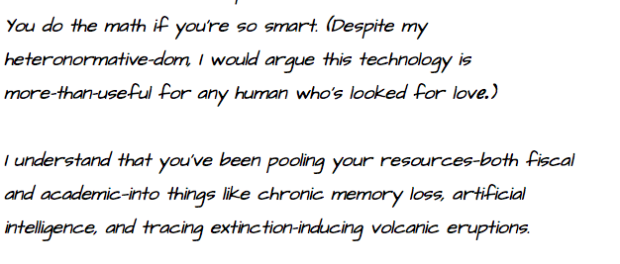 You do the math if you're so smart. (Despite my
heteronormative-dom, I would argue this technology is
more-than-useful for any human who's looked for love.)
I understand that you've been pooling your resources-both fiscal
and academic-into things like chronic memory loss, artificial
intelligence, and tracing extinction-inducing volcanic eruptions.